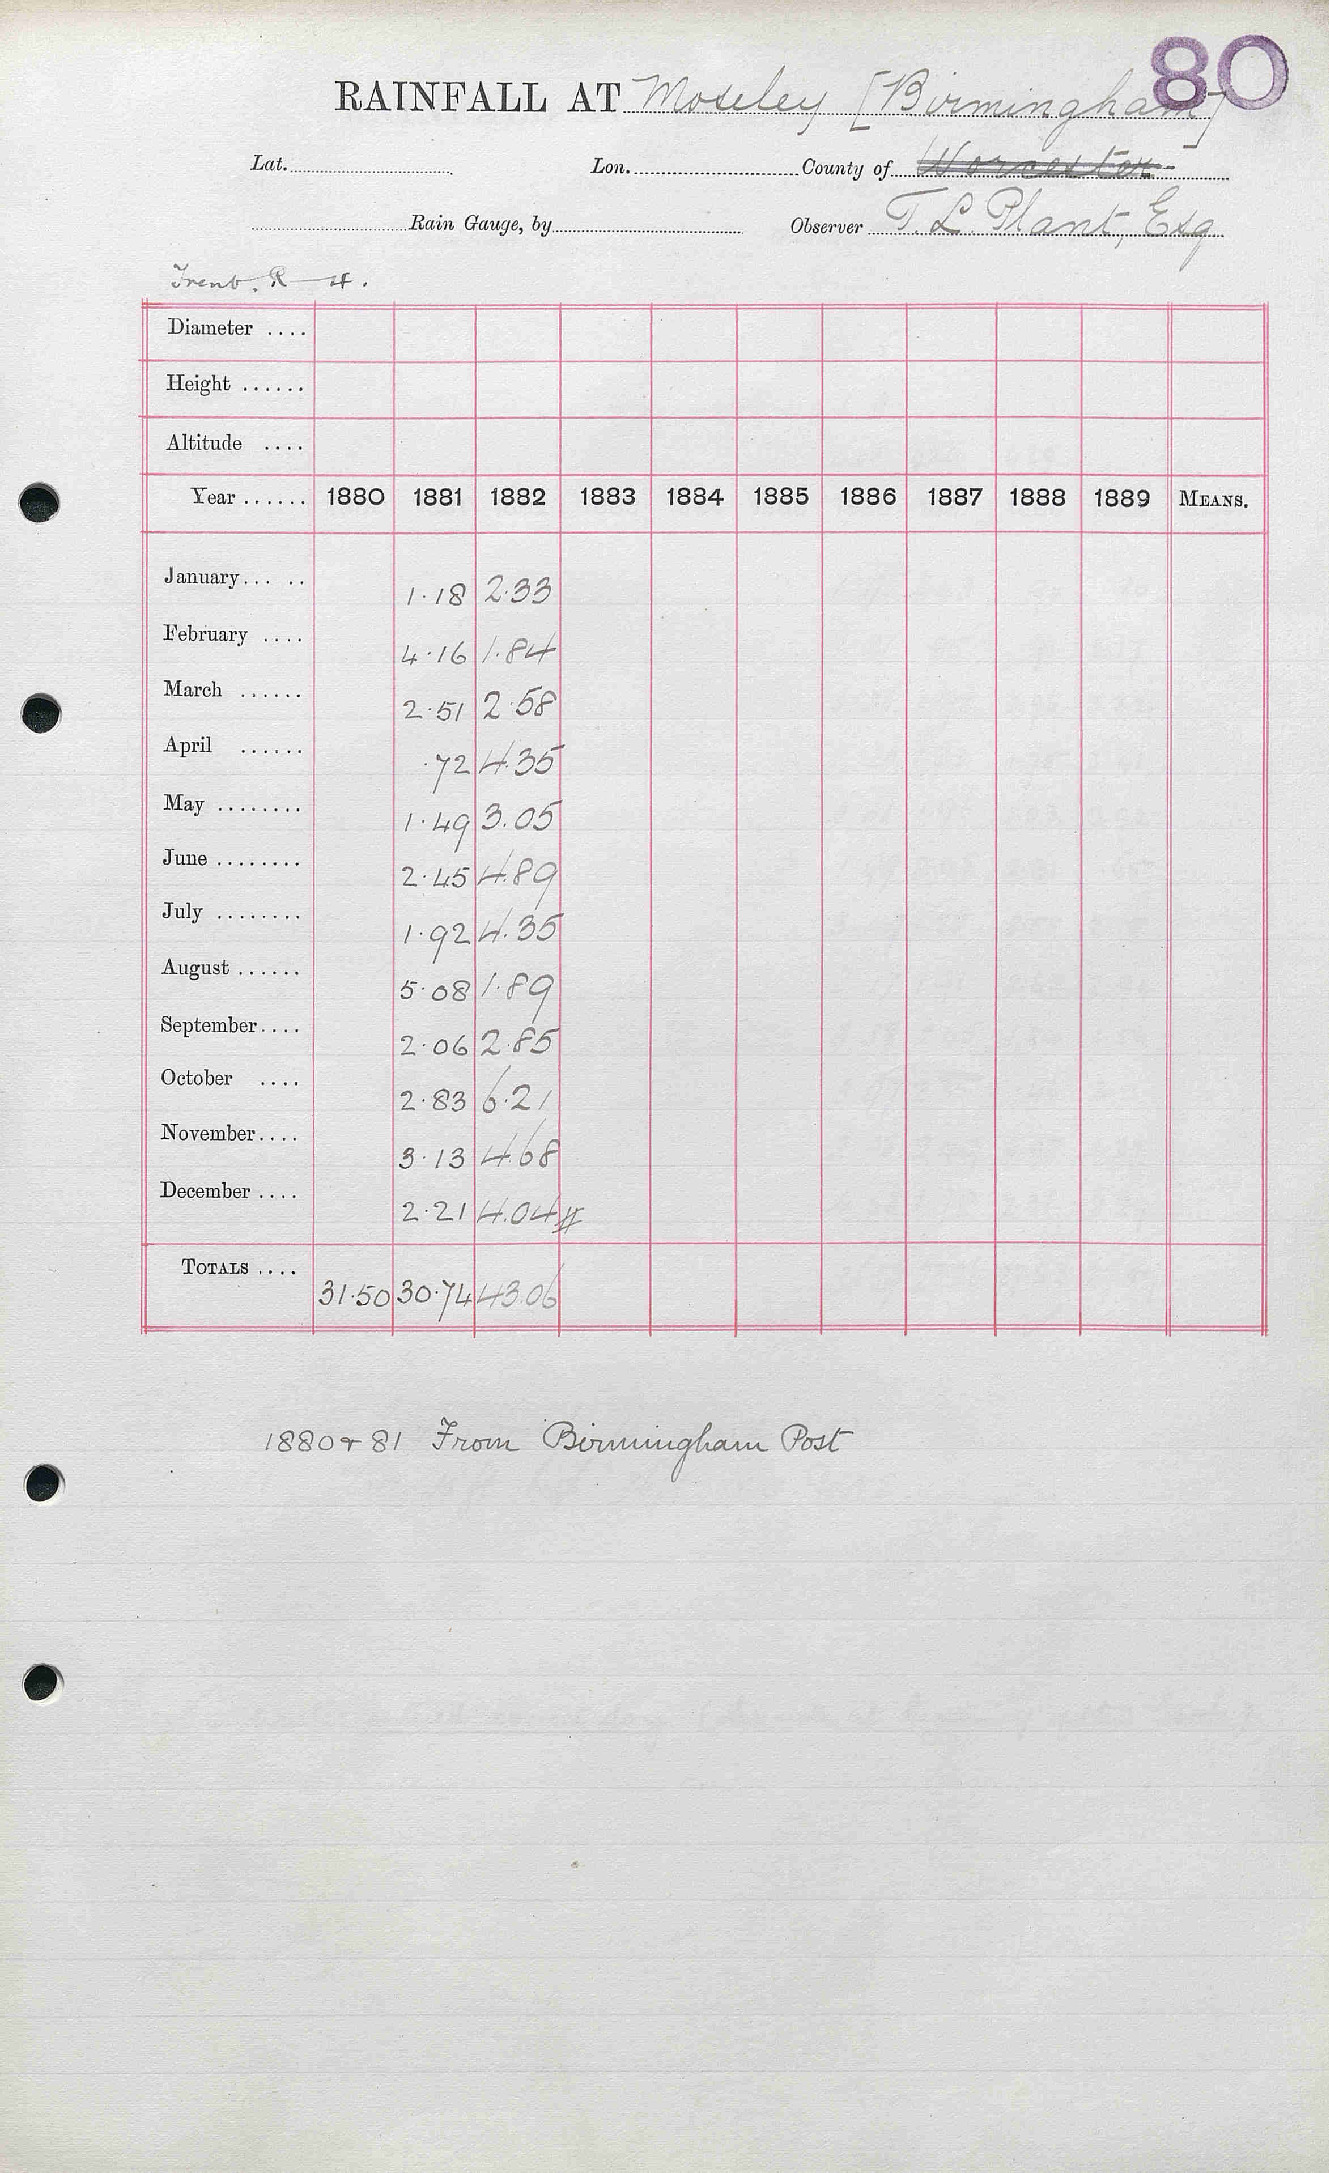 80
RAINFALL AT Moseley [Birmingham]
Lat. Lon. County of Worcester
Rain Gauge, by Observer T. L. Plant, Esq
Trent. R 4.
Diameter ....
Height ......
Altitude ....
Year ...... 1880 1881 1882 1883 1884 1885 1886 1887 1888 1889 MEANS.
January... .. 1.18 2.33
February .... 4.16 1.84
March ...... 2.51 2.58
April ...... .72 4.35
May ........ 1.49 3.05
June ........ 2.45 4.89
July ........ 1.92 4.35
August ...... 5.08 1.89
September.... 2.06 2.85
October .... 2.83 6.21
November.... 3.13 4.68
December .... 2.21 4.04
TOTALS .... 31.50 30.74 43.06
1880 & 81 From Birmingham Post